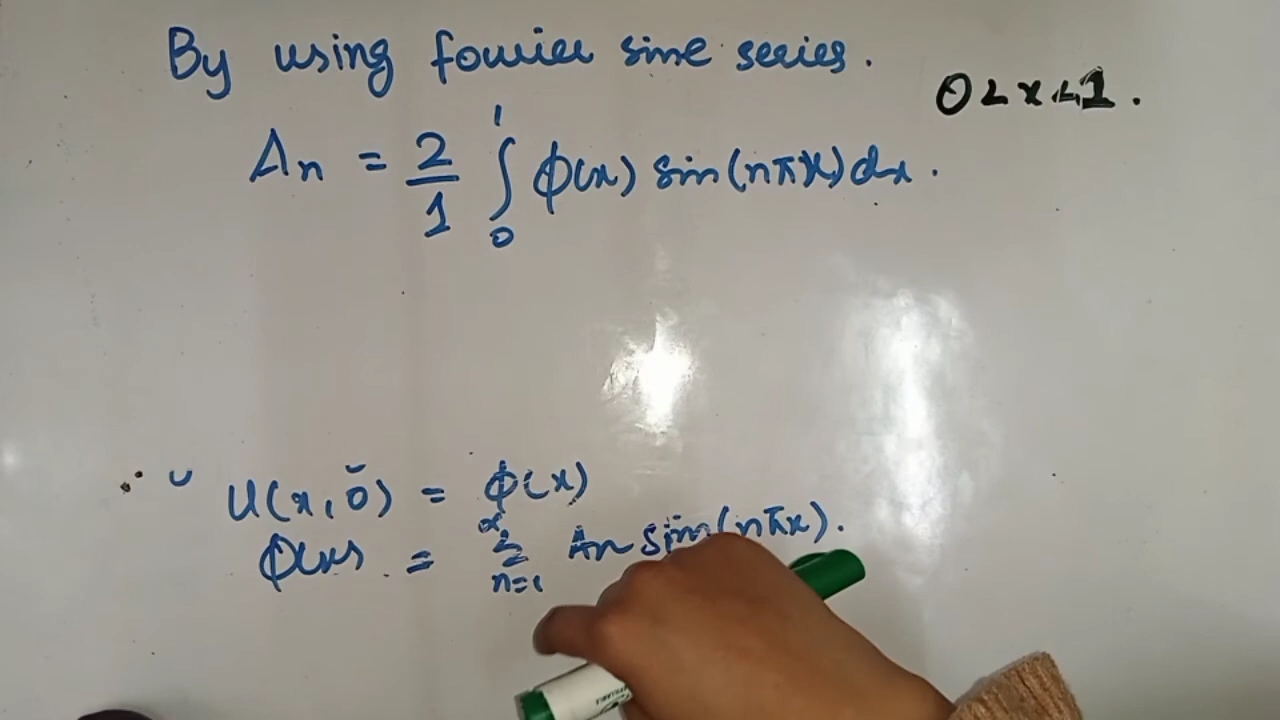 By using fourier sine series.
0 < x < 1.
An = 2/1 ∫₀¹ ϕ(x) sin(nπx) dx.
U(x, 0) = ϕ(x)
ϕ(x) = ∑ₙ₌₁^∞ An sin(nπx).